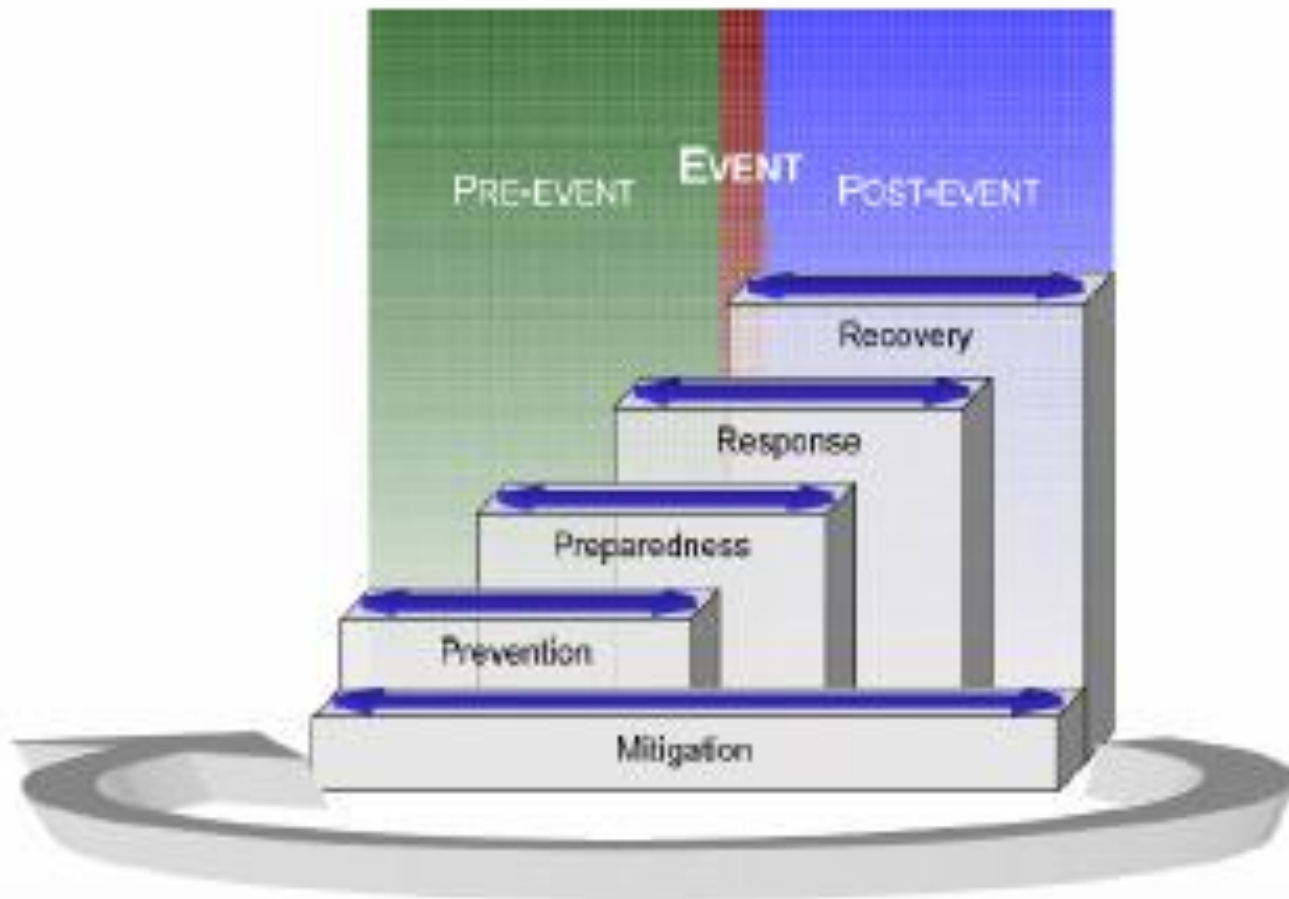 PRE-EVENT
EVENT
POST-EVENT
Recovery
Response
Preparedness
Prevention
Mitigation